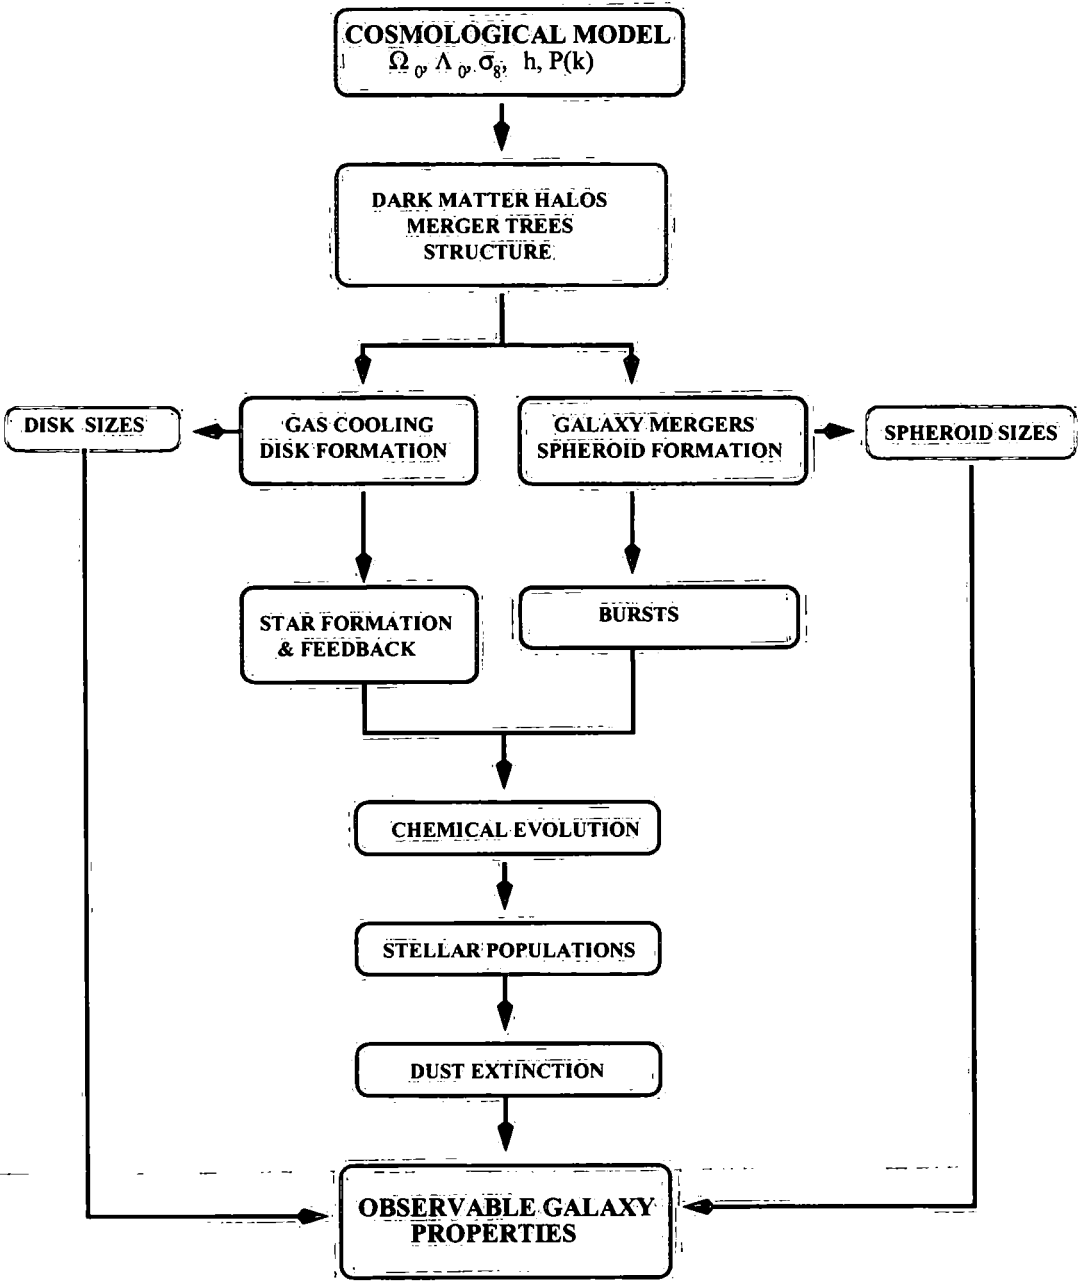 COSMOLOGICAL MODEL
Ω₀, Λ₀, σ₈, h, P(k)
DARK MATTER HALOS
MERGER TREES
STRUCTURE
DISK SIZES
GAS COOLING
DISK FORMATION
GALAXY MERGERS
SPHEROID FORMATION
SPHEROID SIZES
STAR FORMATION
& FEEDBACK
BURSTS
CHEMICAL EVOLUTION
STELLAR POPULATIONS
DUST EXTINCTION
OBSERVABLE GALAXY
PROPERTIES